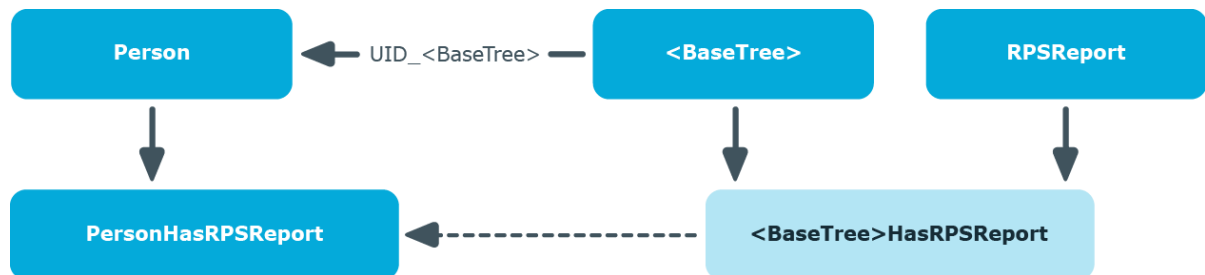 Person
UID_<BaseTree>
<BaseTree>
RPSReport
PersonHasRPSReport
<BaseTree>HasRPSReport